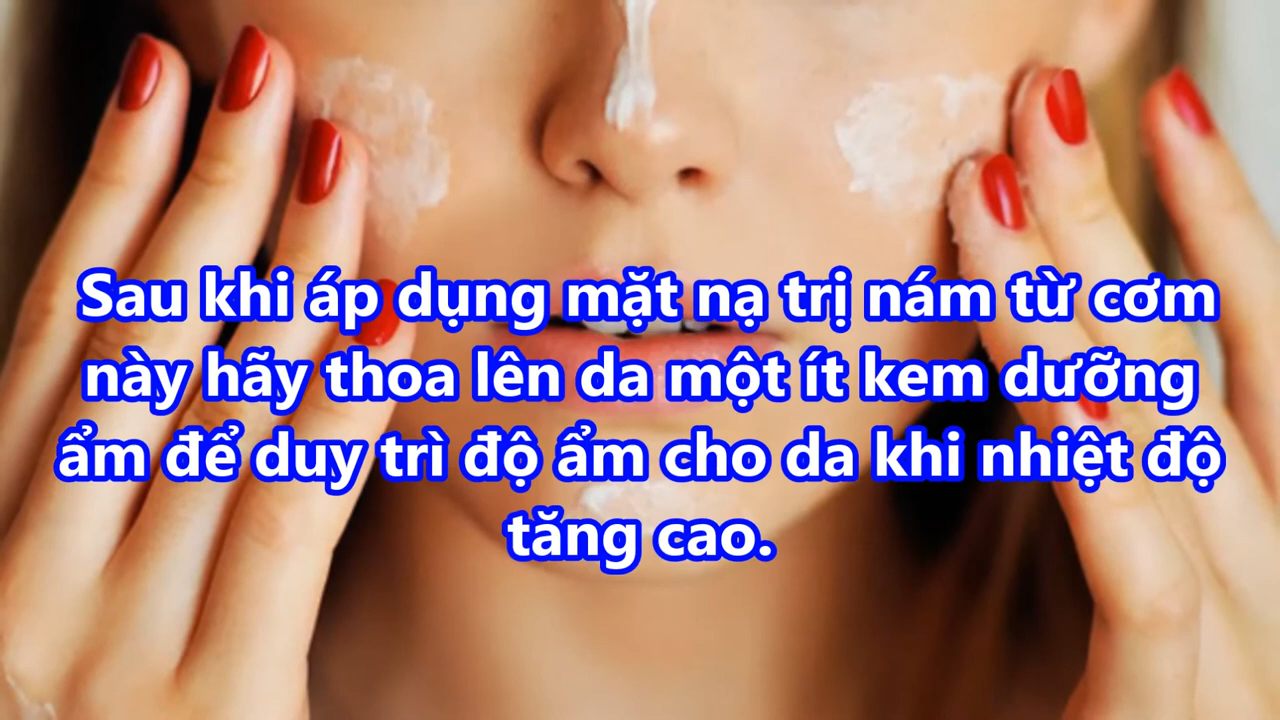 Sau khi áp dụng mặt nạ trị nám từ cơm
này hãy thoa lên da một ít kem dưỡng
ẩm để duy trì độ ẩm cho da khi nhiệt độ
tăng cao.